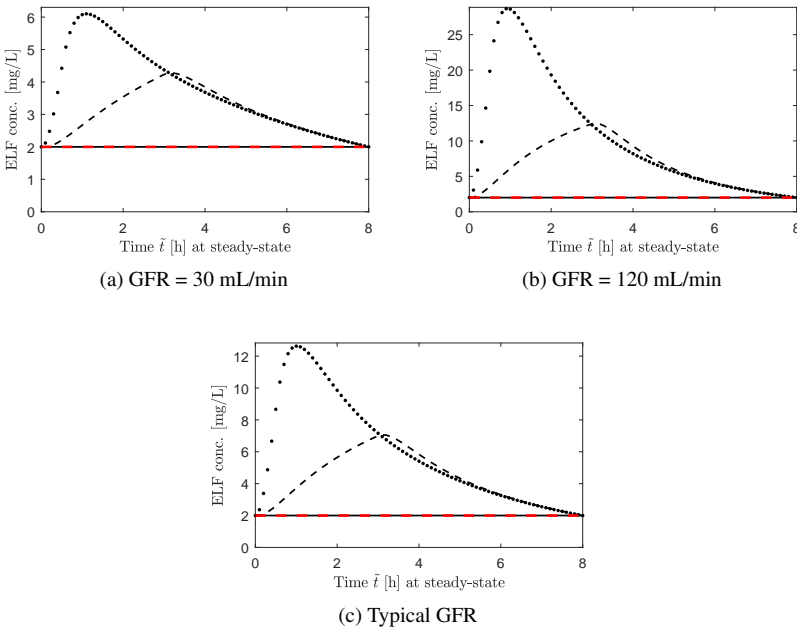 6
5
4
3
2
1
0
ELF conc. [mg/L]
0 2 4 6 8
Time t̃ [h] at steady-state
(a) GFR = 30 mL/min
25
20
15
10
5
0
ELF conc. [mg/L]
0 2 4 6 8
Time t̃ [h] at steady-state
(b) GFR = 120 mL/min
12
10
8
6
4
2
0
ELF conc. [mg/L]
0 2 4 6 8
Time t̃ [h] at steady-state
(c) Typical GFR